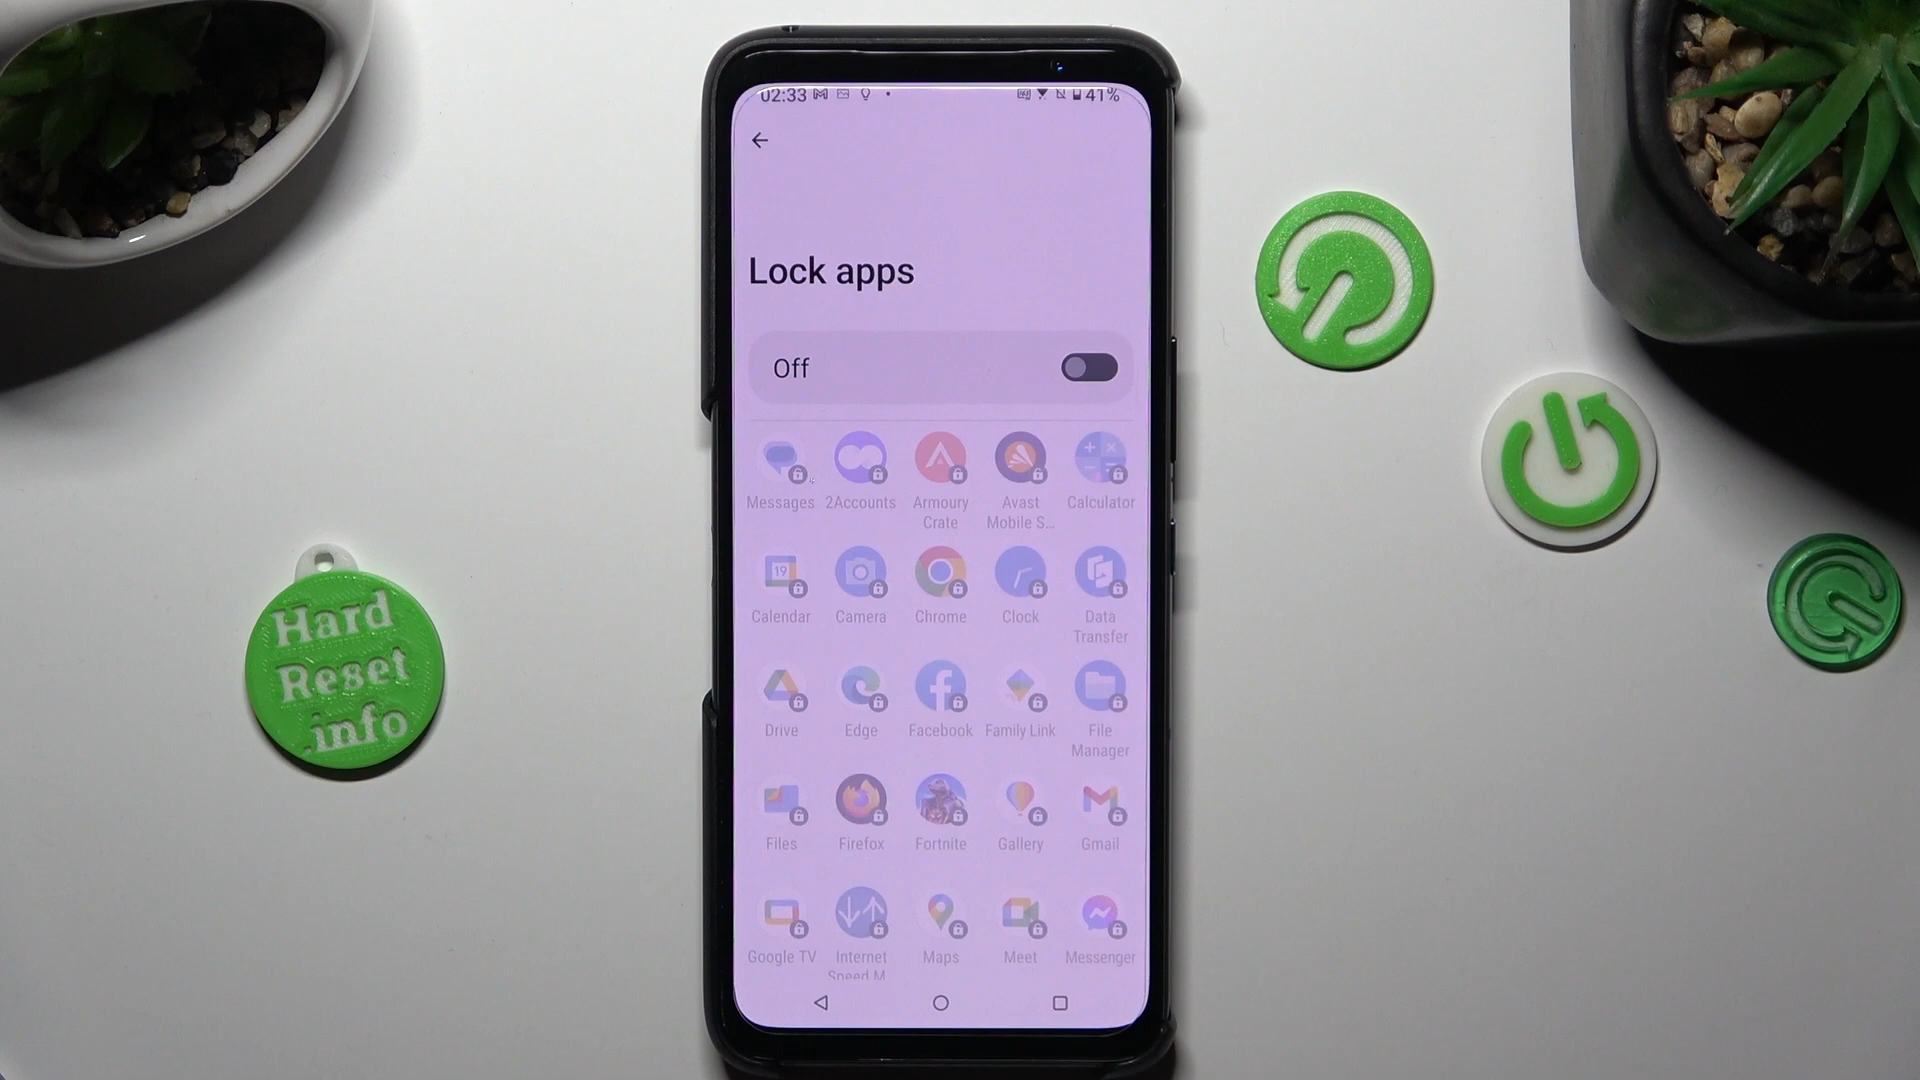 02:33
41%
Lock apps
Off
Messages 2Accounts Armoury Crate Avast Mobile S... Calculator
19
Calendar Camera Chrome Clock Data Transfer
Drive Edge Facebook Family Link File Manager
Files Firefox Fortnite Gallery Gmail
Google TV Internet Speed M... Maps Meet Messenger
Hard
Reset
.info